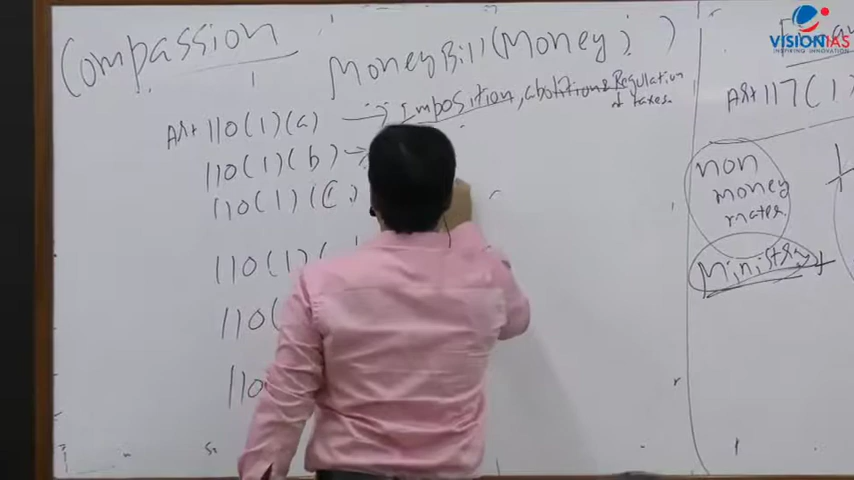 Compassion
Money Bill (Money)
Art 110(1)(a) → Imposition, abolition & Regulation
of taxes.
110(1)(b) →
110(1)(c)
110(1)(
110(
110
Art 117(1)
non
money
mater
Ministry
VISIONIAS
INSPIRING INNOVATION